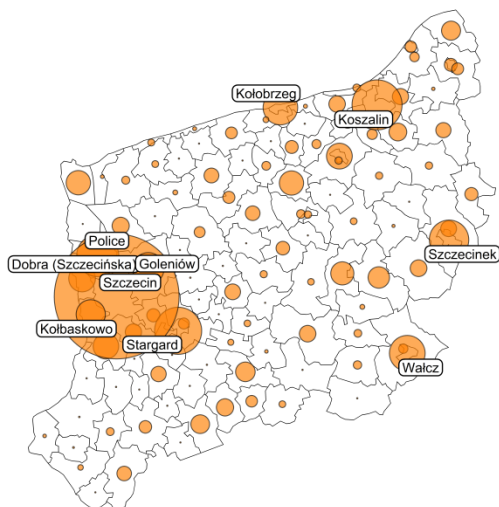 Kołobrzeg
Koszalin
Police
Szczecinek
Dobra (Szczecińska)
Goleniów
Szczecin
Kołbaskowo
Stargard
Wałcz